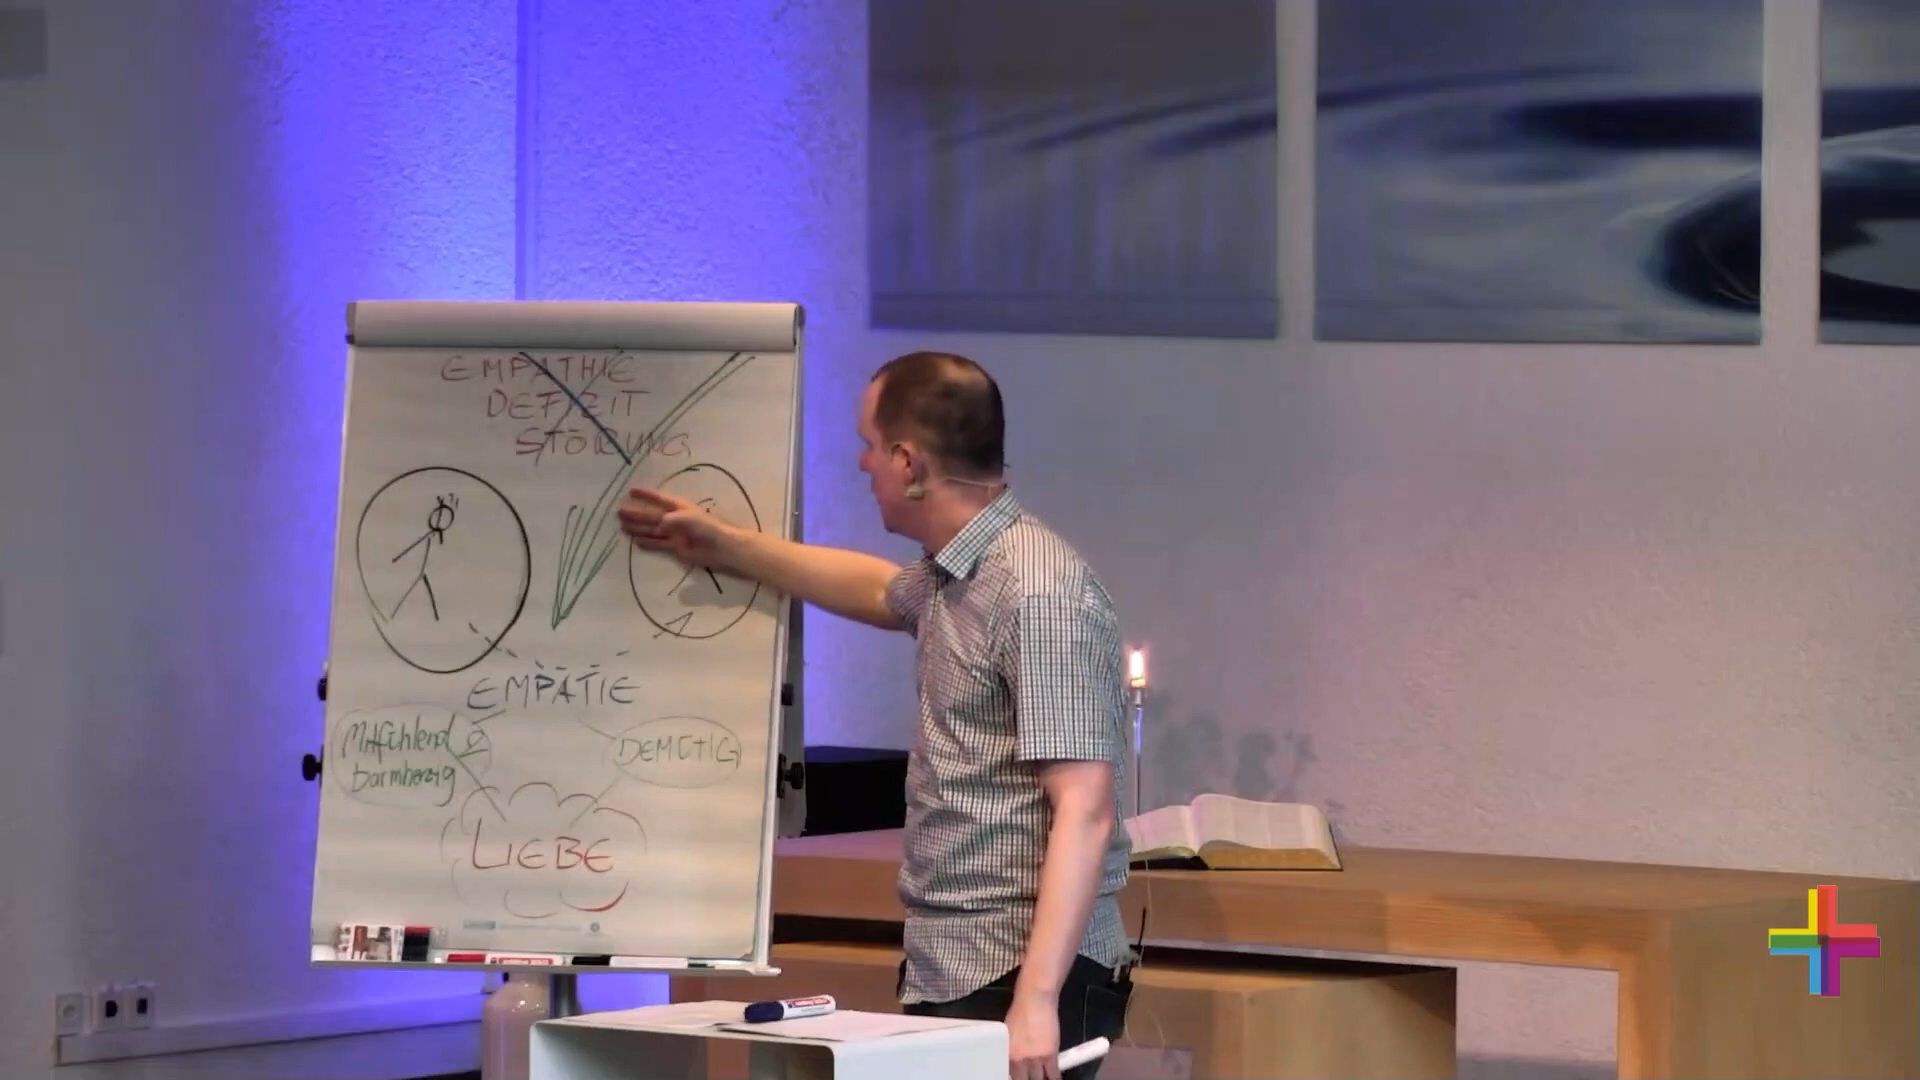 EMPATHIE
DEFIZIT
STÖRUNG
EMPATIE
Mitfühlend
barmherzig
DEMÜTIG
LIEBE